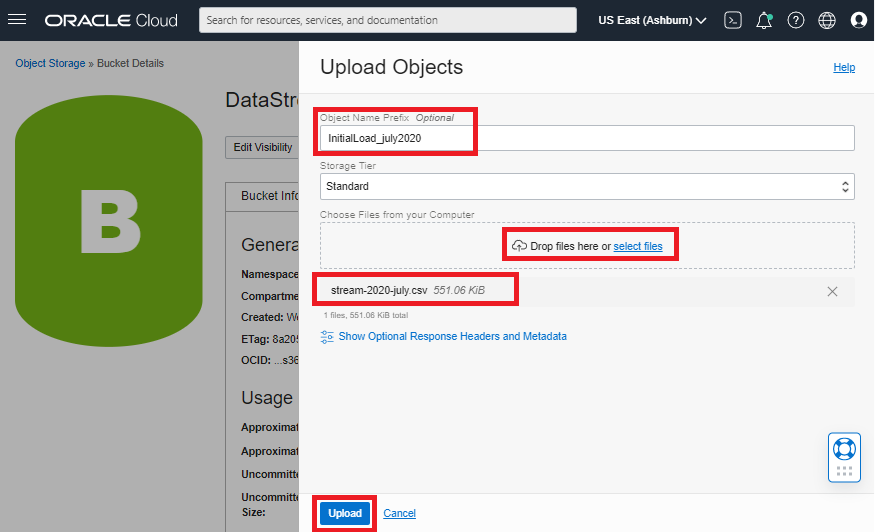 ORACLE Cloud
Search for resources, services, and documentation
US East (Ashburn)
Object Storage » Bucket Details
B
DataStre
Edit Visibility
Bucket Info
Genera
Namespace
Compartme
Created: We
ETag: 8a205
OCID: ...s36
Usage
Approximat
Approximat
Uncommitte
Uncommitte
Size:
Upload Objects
Help
Object Name Prefix Optional
InitialLoad_july2020
Storage Tier
Standard
Choose Files from your Computer
Drop files here or select files
stream-2020-july.csv 551.06 KiB
1 files, 551.06 KiB total
Show Optional Response Headers and Metadata
Upload
Cancel